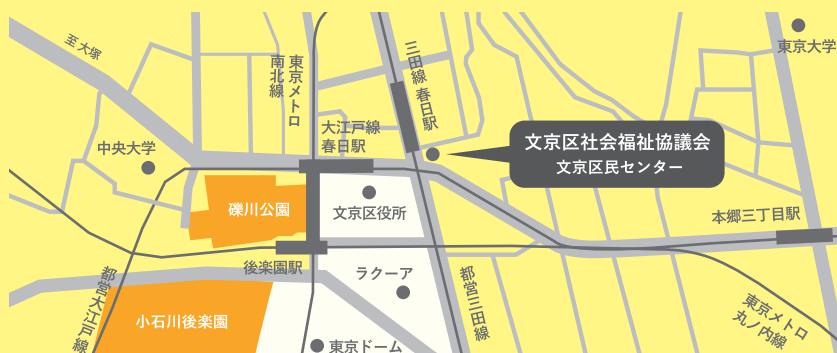 至大塚
東京メトロ
南北線
三田線 春日駅
東京大学
大江戸線
春日駅
中央大学
文京区社会福祉協議会
文京区民センター
礫川公園
文京区役所
本郷三丁目駅
後楽園駅
ラクーア
都営大江戸線
都営三田線
小石川後楽園
東京ドーム
東京メトロ
丸ノ内線